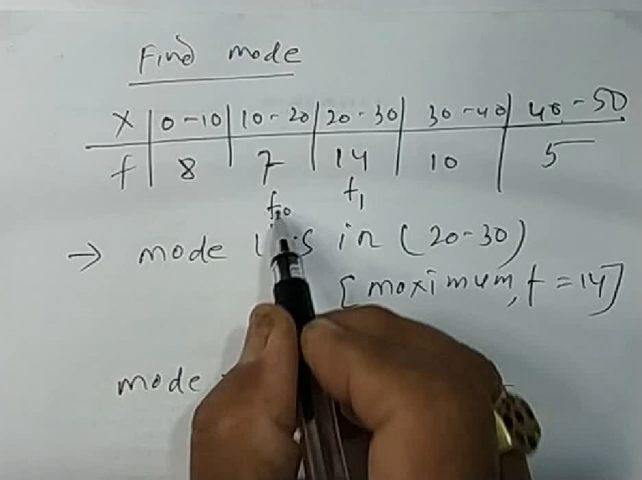 Find mode
X 0-10 10-20 20-30 30-40 40-50
f 8 7 14 10 5
f0 f1
→ mode in (20-30)
[maximum, f = 14]
mode